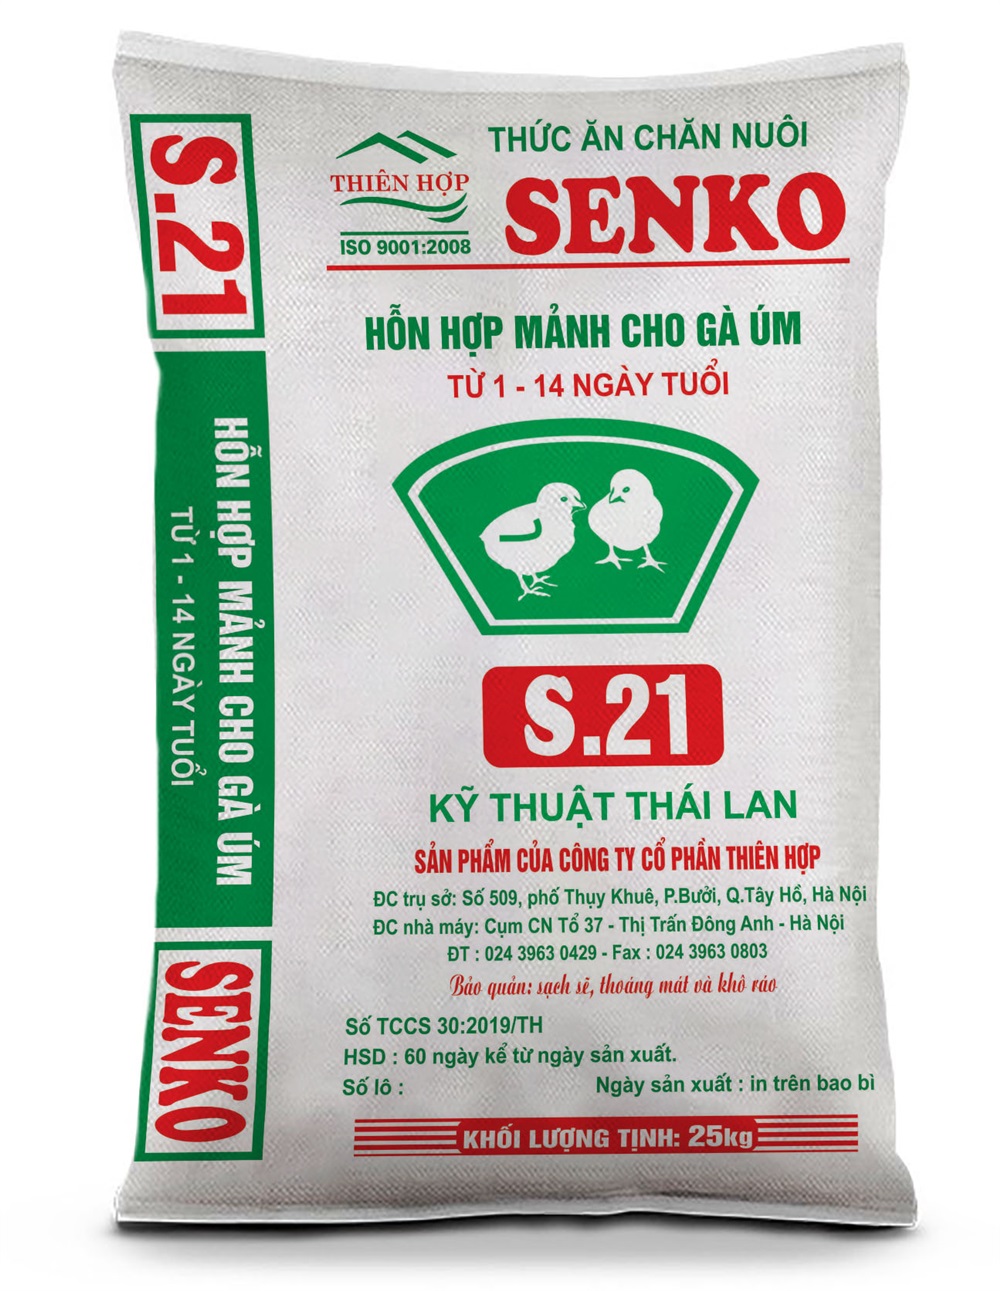 S.21
HỖN HỢP MẢNH CHO GÀ ÚM
TỪ 1 - 14 NGÀY TUỔI
SENKO
THIÊN HỢP
ISO 9001:2008
THỨC ĂN CHĂN NUÔI
SENKO
HỖN HỢP MẢNH CHO GÀ ÚM
TỪ 1 - 14 NGÀY TUỔI
S.21
KỸ THUẬT THÁI LAN
SẢN PHẨM CỦA CÔNG TY CỔ PHẦN THIÊN HỢP
ĐC trụ sở: Số 509, phố Thụy Khuê, P.Bưởi, Q.Tây Hồ, Hà Nội
ĐC nhà máy: Cụm CN Tổ 37 - Thị Trấn Đông Anh - Hà Nội
ĐT : 024 3963 0429 - Fax : 024 3963 0803
Bảo quản: sạch sẽ, thoáng mát và khô ráo
Số TCCS 30:2019/TH
HSD : 60 ngày kể từ ngày sản xuất.
Số lô : Ngày sản xuất : in trên bao bì
KHỐI LƯỢNG TỊNH: 25kg